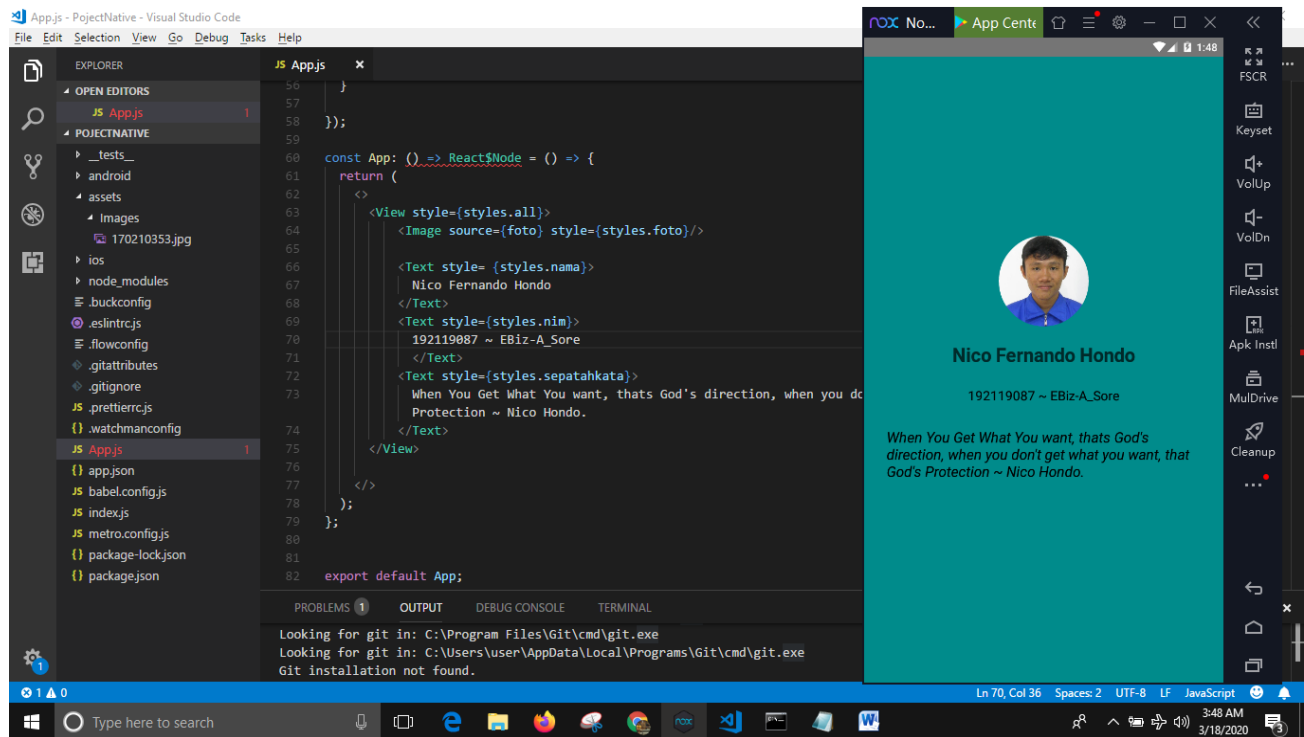 App.js - PojectNative - Visual Studio Code
File Edit Selection View Go Debug Tasks Help
EXPLORER
OPEN EDITORS
JS App.js 1
POJECTNATIVE
__tests__
android
assets
Images
170210353.jpg
ios
node_modules
.buckconfig
.eslintrc.js
.flowconfig
.gitattributes
.gitignore
JS .prettierrc.js
{} .watchmanconfig
JS App.js 1
{} app.json
JS babel.config.js
JS index.js
JS metro.config.js
{} package-lock.json
{} package.json
JS App.js ×
56 }
57
58 });
59
60 const App: () => React$Node = () => {
61 return (
62 <>
63 <View style={styles.all}>
64 <Image source={foto} style={styles.foto}/>
65
66 <Text style= {styles.nama}>
67 Nico Fernando Hondo
68 </Text>
69 <Text style={styles.nim}>
70 192119087 ~ EBiz-A_Sore
71 </Text>
72 <Text style={styles.sepatahkata}>
73 When You Get What You want, thats God's direction, when you do
Protection ~ Nico Hondo.
74 </Text>
75 </View>
76
77 </>
78 );
79 };
80
81
82 export default App;
PROBLEMS 1 OUTPUT DEBUG CONSOLE TERMINAL
Looking for git in: C:\Program Files\Git\cmd\git.exe
Looking for git in: C:\Users\user\AppData\Local\Programs\Git\cmd\git.exe
Git installation not found.
nox No... App Cente
1:48
Nico Fernando Hondo
192119087 ~ EBiz-A_Sore
When You Get What You want, thats God's
direction, when you don't get what you want, that
God's Protection ~ Nico Hondo.
FSCR
Keyset
VolUp
VolDn
FileAssist
Apk Instl
MulDrive
Cleanup
1
1 0
Ln 70, Col 36 Spaces: 2 UTF-8 LF JavaScript
Type here to search
nox
3:48 AM
3/18/2020
3